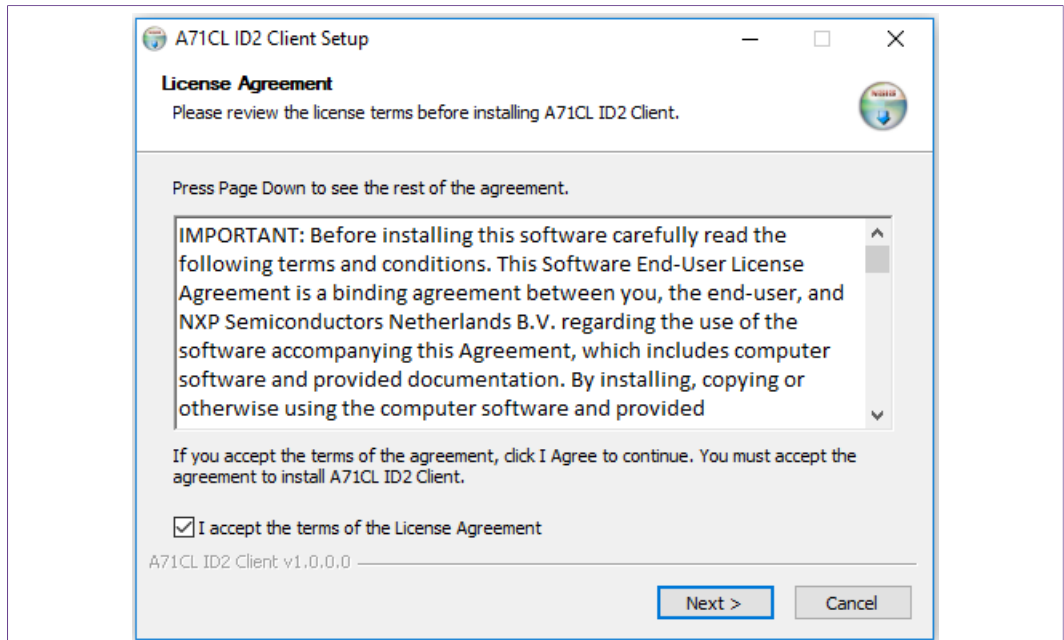 A71CL ID2 Client Setup
License Agreement
Please review the license terms before installing A71CL ID2 Client.
Press Page Down to see the rest of the agreement.
IMPORTANT: Before installing this software carefully read the
following terms and conditions. This Software End-User License
Agreement is a binding agreement between you, the end-user, and
NXP Semiconductors Netherlands B.V. regarding the use of the
software accompanying this Agreement, which includes computer
software and provided documentation. By installing, copying or
otherwise using the computer software and provided
If you accept the terms of the agreement, click I Agree to continue. You must accept the
agreement to install A71CL ID2 Client.
I accept the terms of the License Agreement
A71CL ID2 Client v1.0.0.0
Next >
Cancel